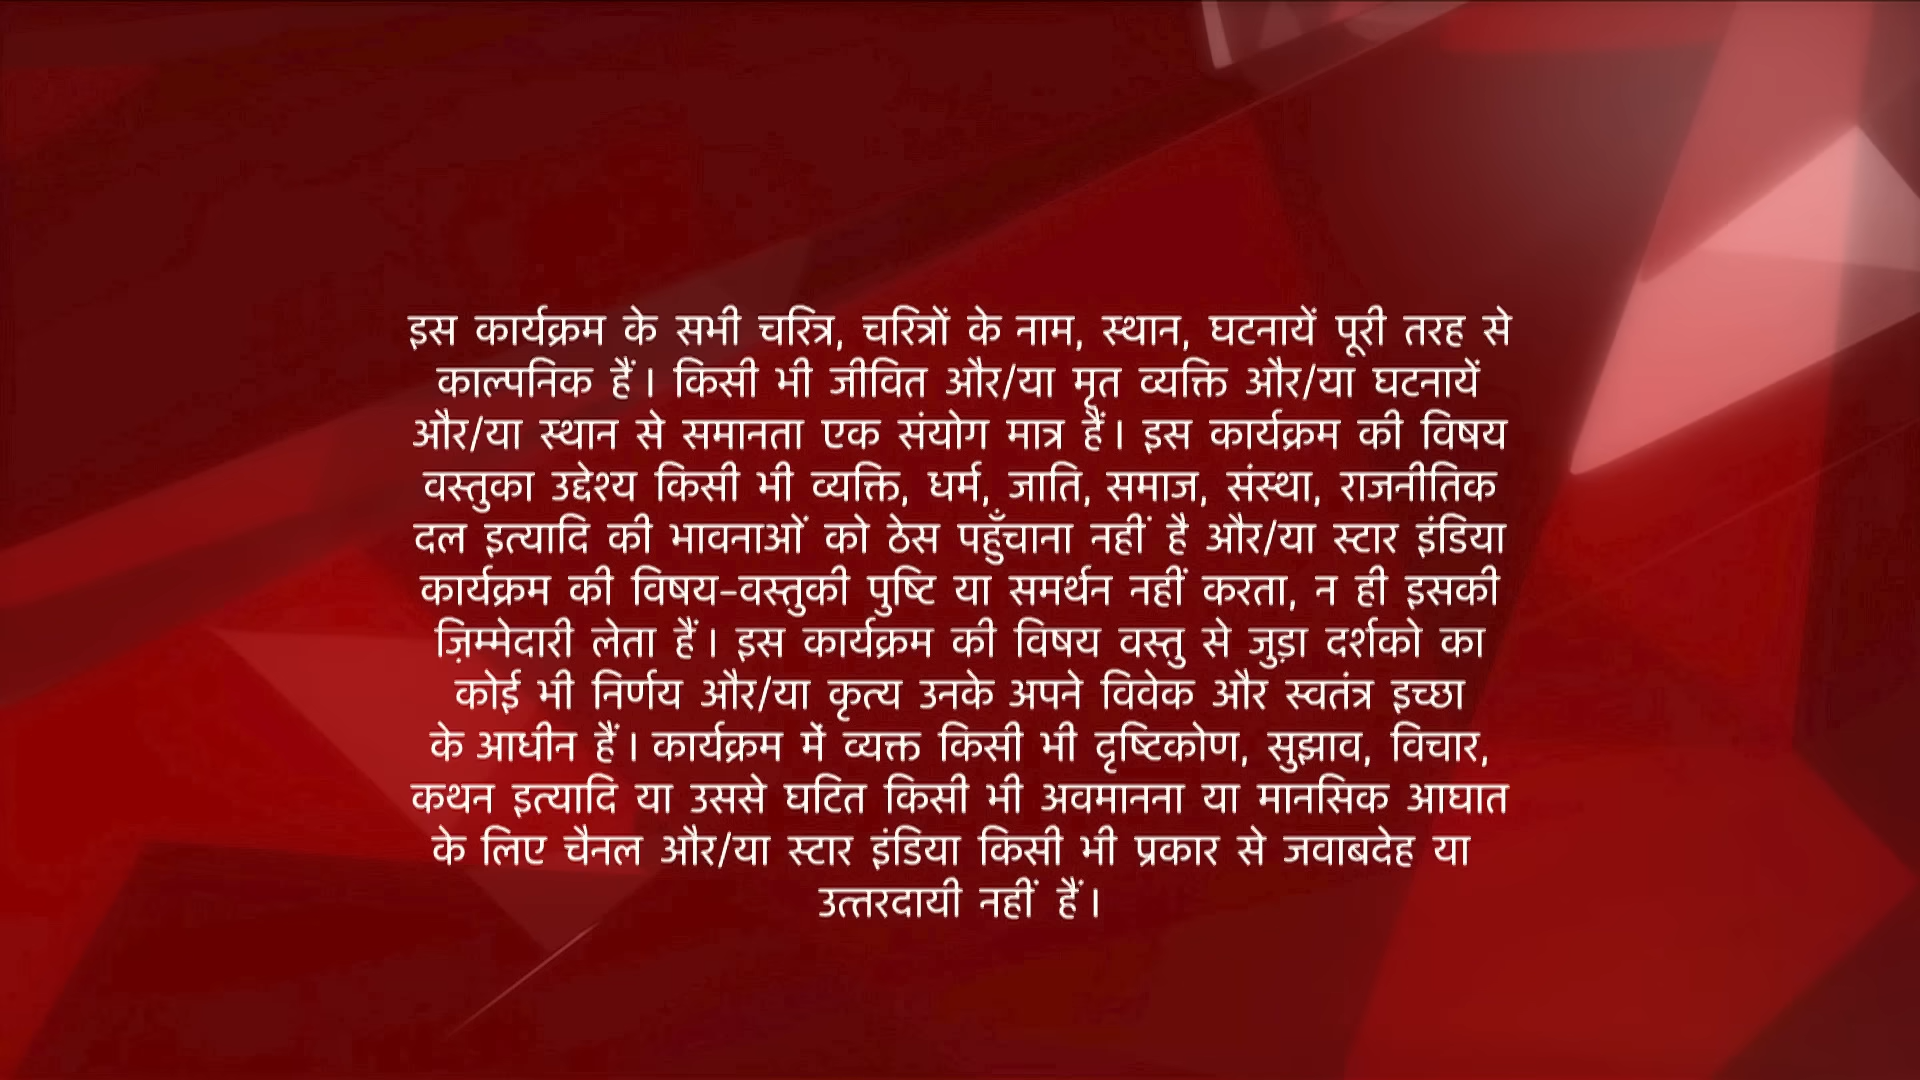 इस कार्यक्रम के सभी चरित्र, चरित्रों के नाम, स्थान, घटनायें पूरी तरह से
काल्पनिक हैं। किसी भी जीवित और/या मृत व्यक्ति और/या घटनायें
और/या स्थान से समानता एक संयोग मात्र हैं। इस कार्यक्रम की विषय
वस्तुका उद्देश्य किसी भी व्यक्ति, धर्म, जाति, समाज, संस्था, राजनीतिक
दल इत्यादि की भावनाओं को ठेस पहुँचाना नहीं है और/या स्टार इंडिया
कार्यक्रम की विषय-वस्तुकी पुष्टि या समर्थन नहीं करता, न ही इसकी
ज़िम्मेदारी लेता हैं। इस कार्यक्रम की विषय वस्तु से जुड़ा दर्शको का
कोई भी निर्णय और/या कृत्य उनके अपने विवेक और स्वतंत्र इच्छा
के आधीन हैं। कार्यक्रम में व्यक्त किसी भी दृष्टिकोण, सुझाव, विचार,
कथन इत्यादि या उससे घटित किसी भी अवमानना या मानसिक आघात
के लिए चैनल और/या स्टार इंडिया किसी भी प्रकार से जवाबदेह या
उत्तरदायी नहीं हैं।